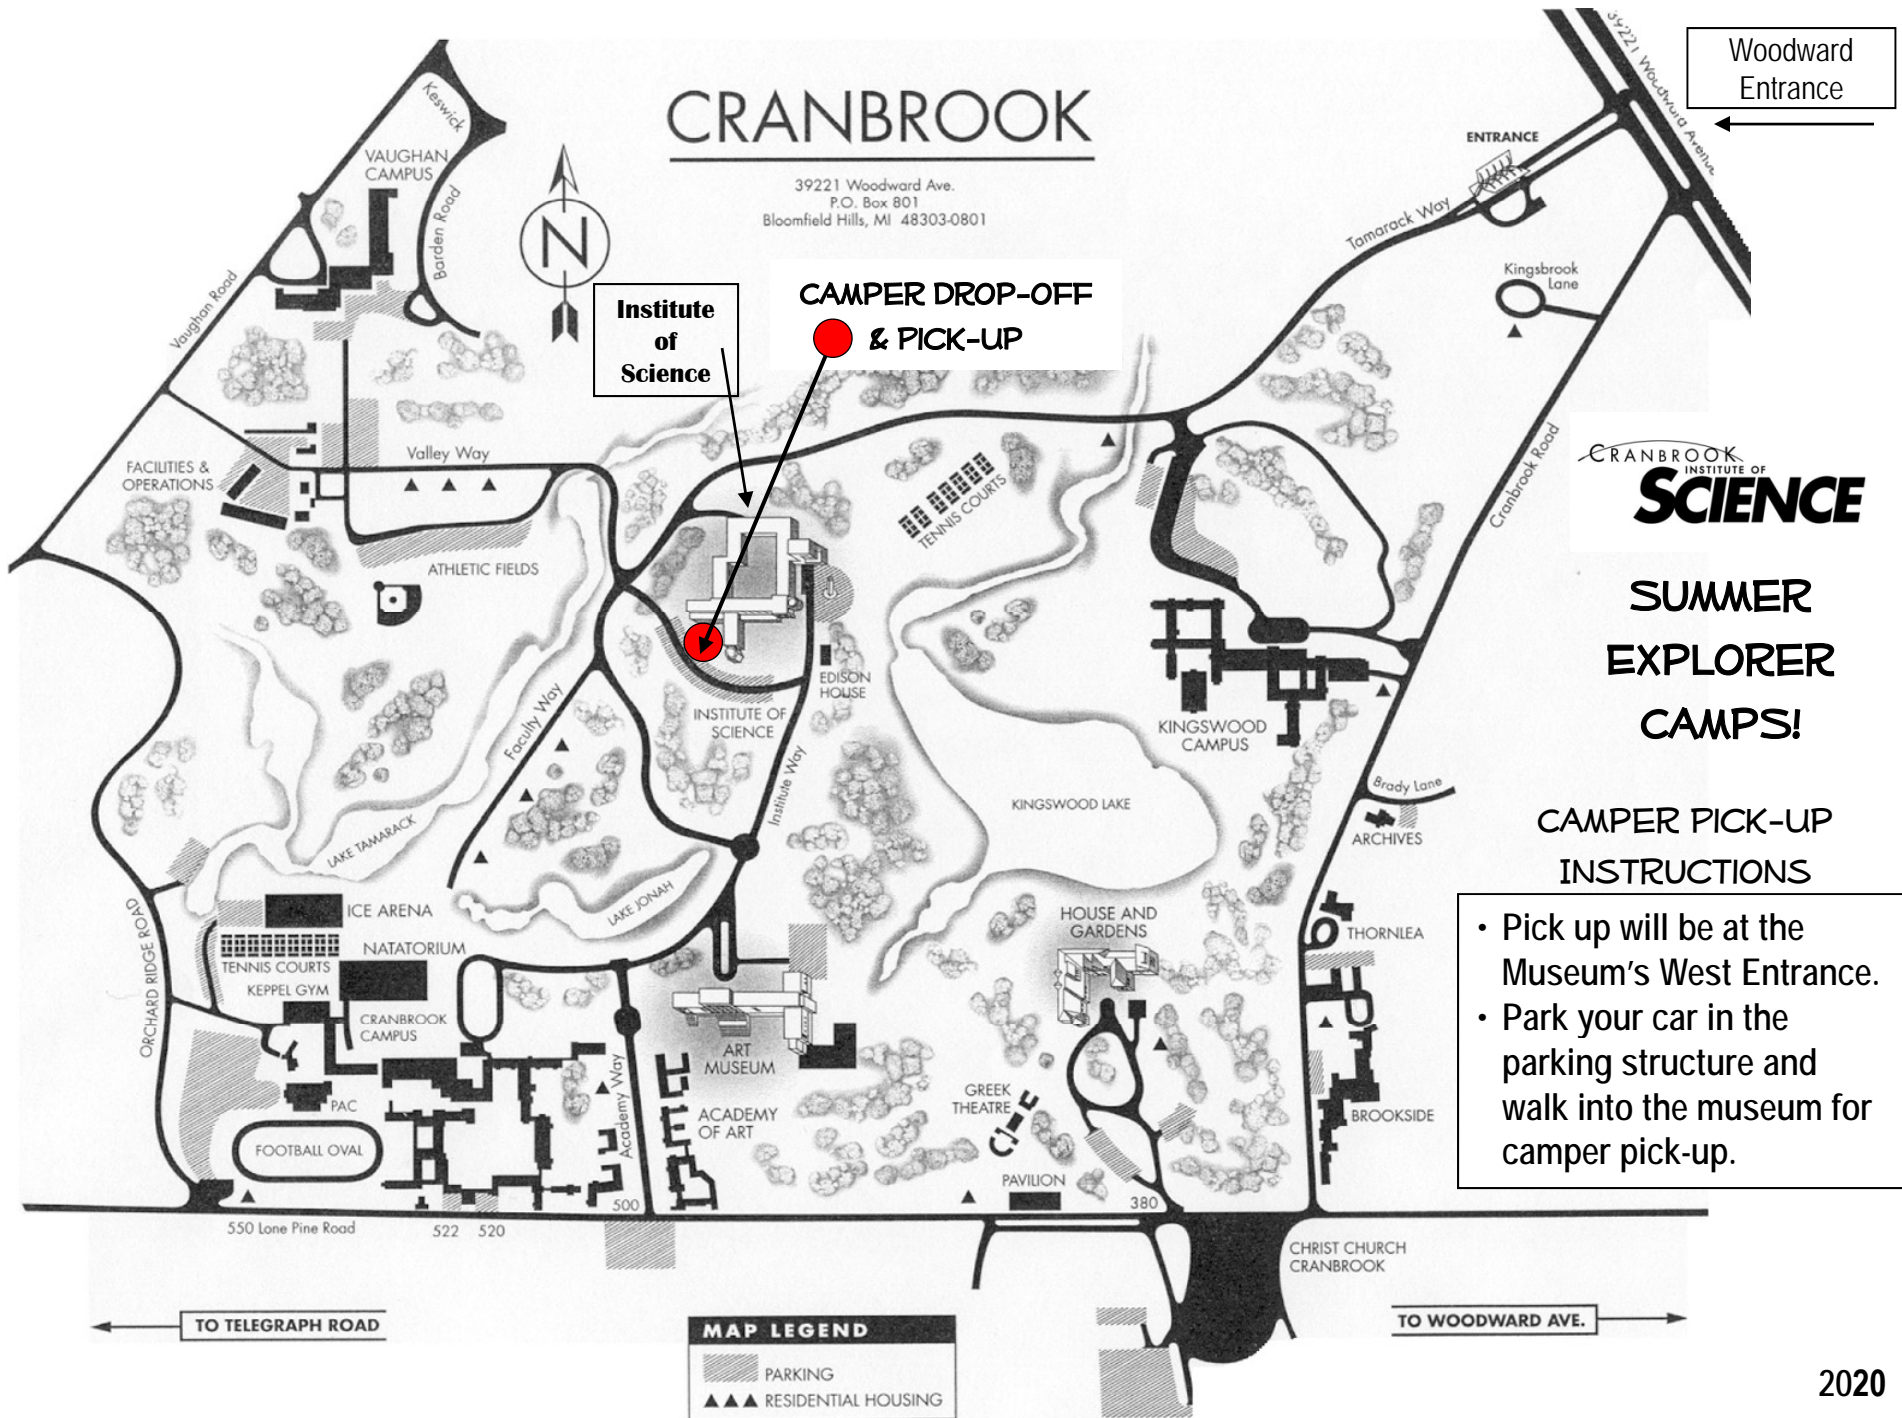 CRANBROOK
39221 Woodward Ave.
P.O. Box 801
Bloomfield Hills, MI 48303-0801
Woodward
Entrance
39221 Woodward Avenue
ENTRANCE
Tamarack Way
Kingsbrook
Lane
Keswick
VAUGHAN
CAMPUS
Barden Road
Vaughan Road
N
Institute
of
Science
CAMPER DROP-OFF
& PICK-UP
FACILITIES &
OPERATIONS
Valley Way
ATHLETIC FIELDS
TENNIS COURTS
Cranbrook Road
CRANBROOK
INSTITUTE OF
SCIENCE
SUMMER
EXPLORER
CAMPS!
EDISON
HOUSE
INSTITUTE OF
SCIENCE
Faculty Way
Institute Way
KINGSWOOD
CAMPUS
KINGSWOOD LAKE
Brady Lane
ARCHIVES
LAKE TAMARACK
LAKE JONAH
CAMPER PICK-UP
INSTRUCTIONS
• Pick up will be at the
Museum's West Entrance.
• Park your car in the
parking structure and
walk into the museum for
camper pick-up.
ORCHARD RIDGE ROAD
ICE ARENA
NATATORIUM
TENNIS COURTS
KEPPEL GYM
CRANBROOK
CAMPUS
HOUSE AND
GARDENS
THORNLEA
ART
MUSEUM
PAC
FOOTBALL OVAL
Academy Way
ACADEMY
OF ART
GREEK
THEATRE
BROOKSIDE
PAVILION
500
380
550 Lone Pine Road
522 520
CHRIST CHURCH
CRANBROOK
TO TELEGRAPH ROAD
TO WOODWARD AVE.
MAP LEGEND
PARKING
RESIDENTIAL HOUSING
2020